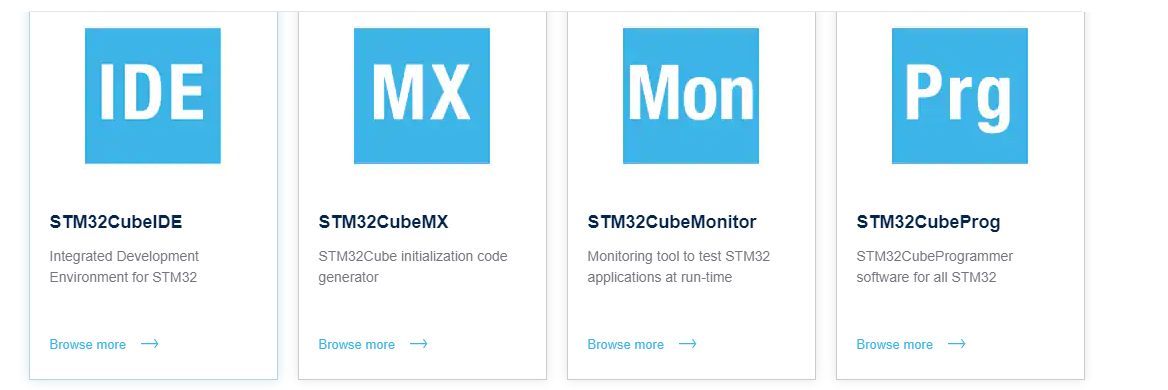 IDE
STM32CubeIDE
Integrated Development
Environment for STM32
Browse more
MX
STM32CubeMX
STM32Cube initialization code
generator
Browse more
Mon
STM32CubeMonitor
Monitoring tool to test STM32
applications at run-time
Browse more
Prg
STM32CubeProg
STM32CubeProgrammer
software for all STM32
Browse more